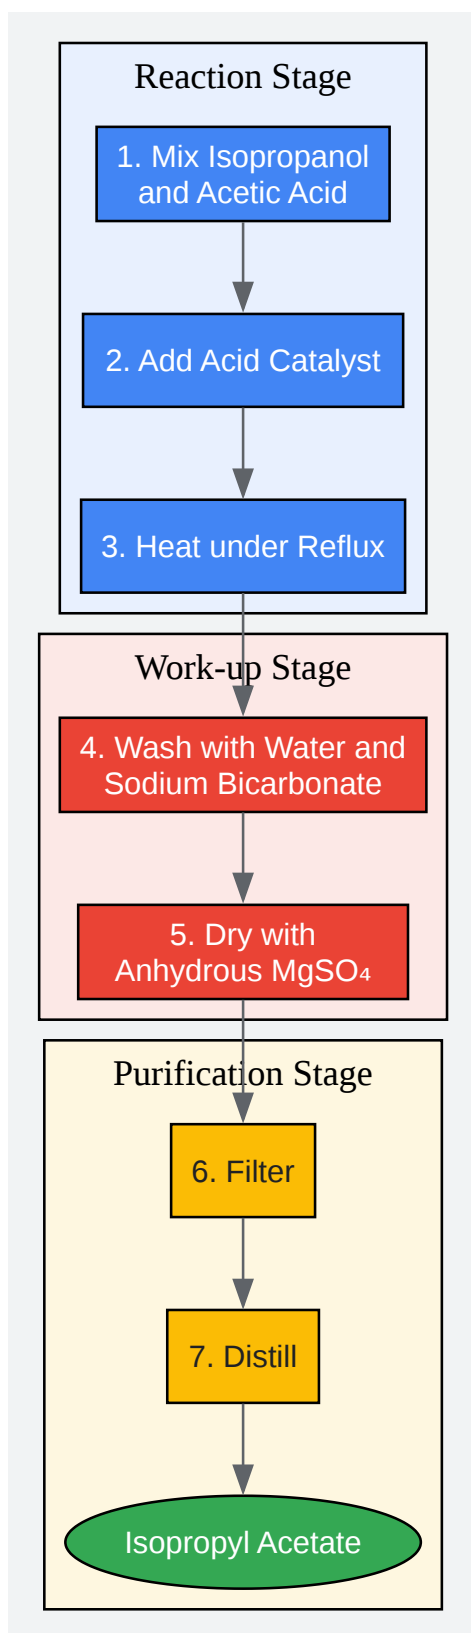 Reaction Stage
1. Mix Isopropanol
and Acetic Acid
2. Add Acid Catalyst
3. Heat under Reflux
Work-up Stage
4. Wash with Water and
Sodium Bicarbonate
5. Dry with
Anhydrous MgSO₄
Purification Stage
6. Filter
7. Distill
Isopropyl Acetate